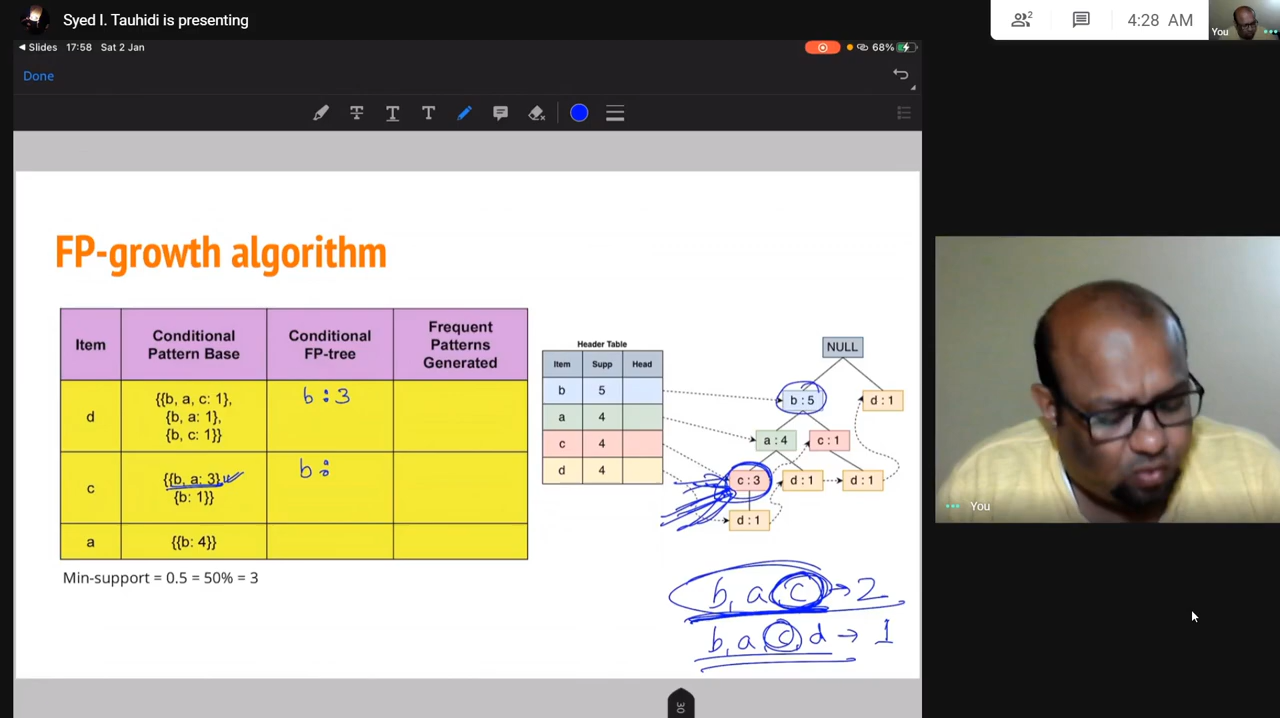 Syed I. Tauhidi is presenting
2
4:28 AM
You
Slides 17:58 Sat 2 Jan
68%
Done
FP-growth algorithm
Item Conditional Pattern Base Conditional FP-tree Frequent Patterns Generated
d {{b, a, c: 1}, b : 3
{b, a: 1},
{b, c: 1}}
c {{b, a: 3}, b :
{b: 1}}
a {{b: 4}}
Min-support = 0.5 = 50% = 3
Header Table
Item Supp Head
b 5
a 4
c 4
d 4
NULL
b : 5 d : 1
a : 4 c : 1
c : 3 d : 1 d : 1
d : 1
b, a, c → 2
b, a, c, d → 1
30
You